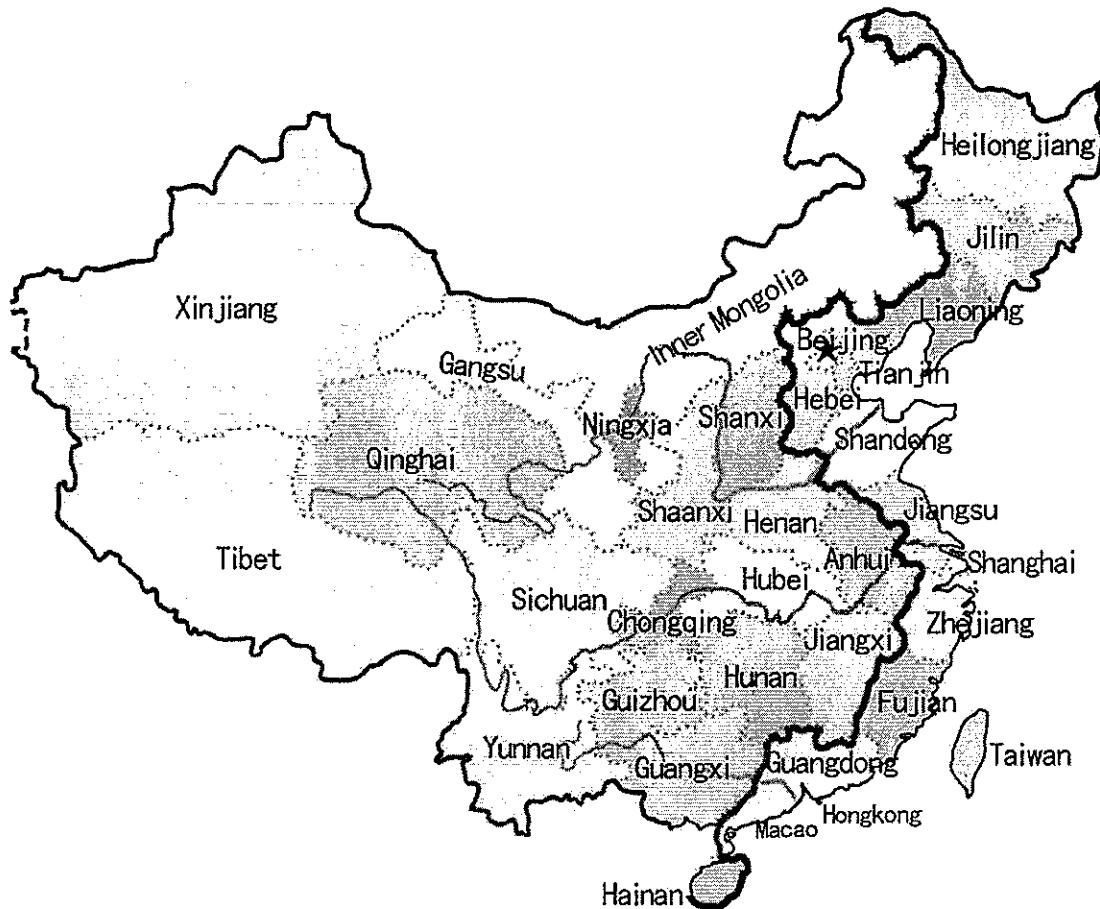 Heilongjiang
Jilin
Liaoning
Inner Mongolia
Xinjiang
Beijing
Gangsu
Tianjin
Hebei
Ningxia
Shanxi
Shandong
Qinghai
Shaanxi
Henan
Jiangsu
Tibet
Anhui
Shanghai
Hubei
Sichuan
Chongqing
Jiangxi
Zhejiang
Hunan
Guizhou
Fujian
Yunnan
Guangxi
Guangdong
Taiwan
Hongkong
Macao
Hainan